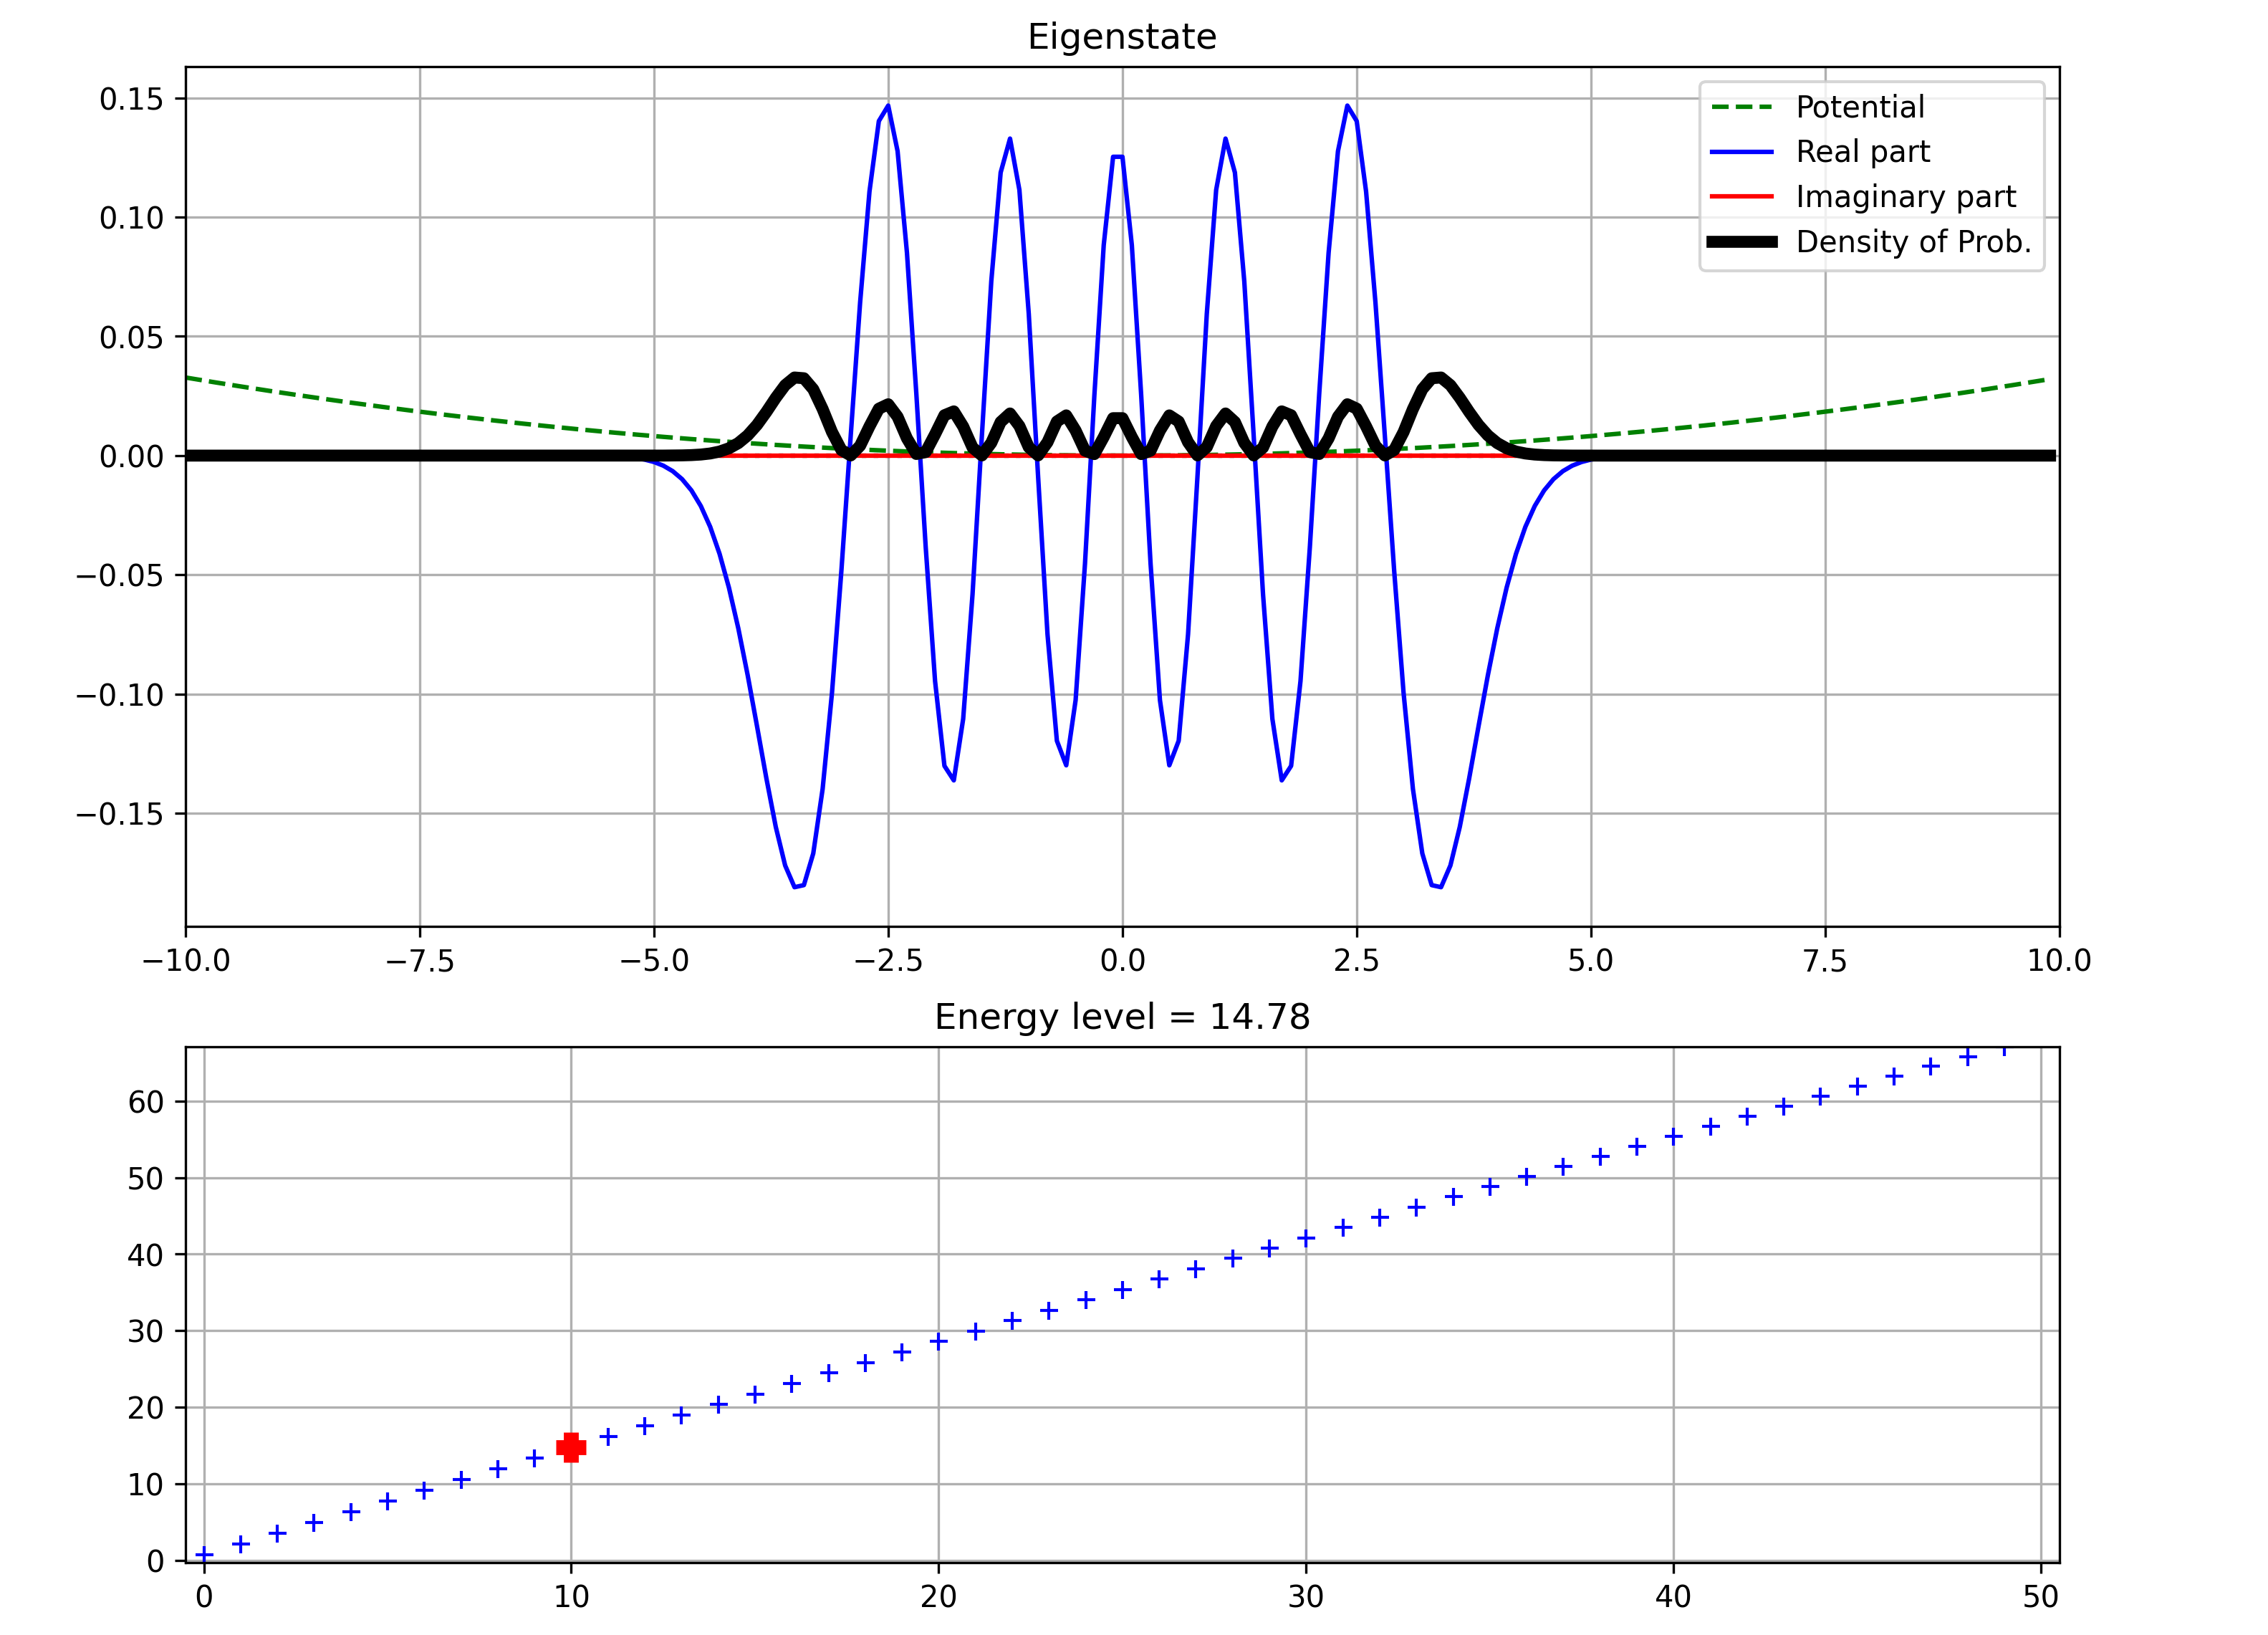 Eigenstate
0.15
0.10
0.05
0.00
−0.05
−0.10
−0.15
Potential
Real part
Imaginary part
Density of Prob.
−10.0 −7.5 −5.0 −2.5 0.0 2.5 5.0 7.5 10.0
Energy level = 14.78
60
50
40
30
20
10
0
0 10 20 30 40 50